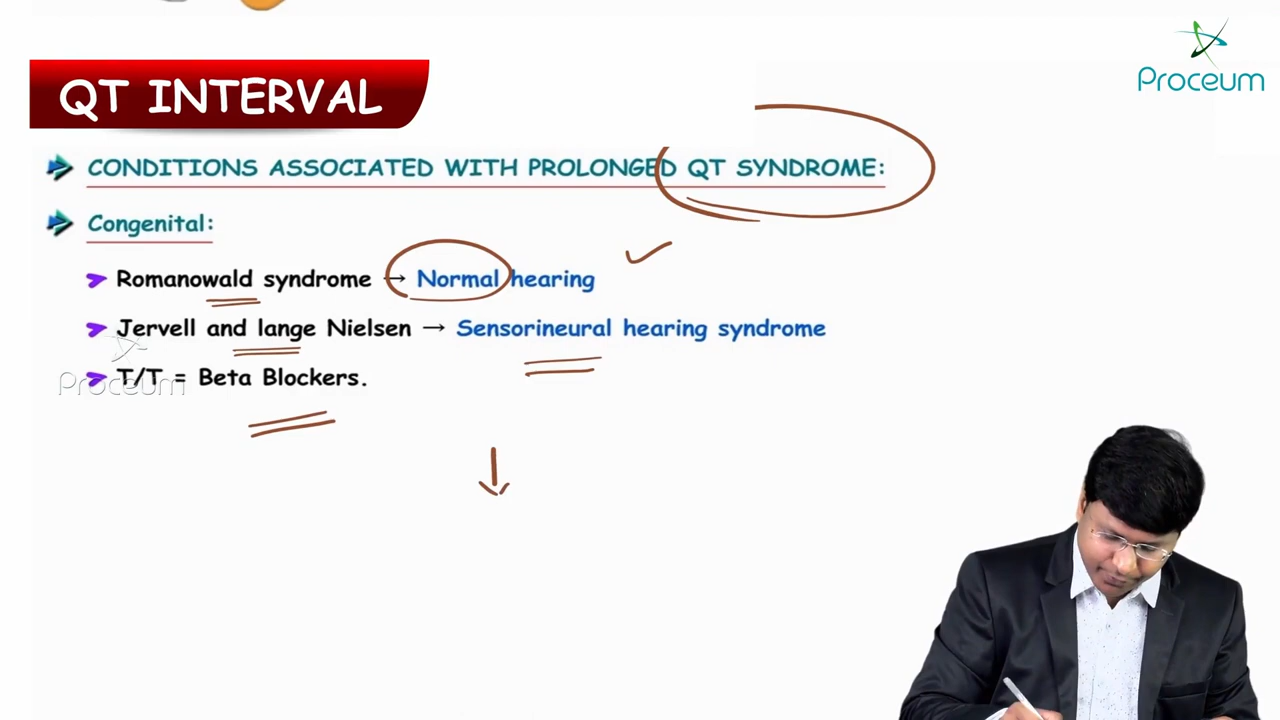 Proceum
QT INTERVAL
CONDITIONS ASSOCIATED WITH PROLONGED QT SYNDROME:
Congenital:
Romanowald syndrome → Normal hearing
Jervell and lange Nielsen → Sensorineural hearing syndrome
T/T = Beta Blockers.
Proceum